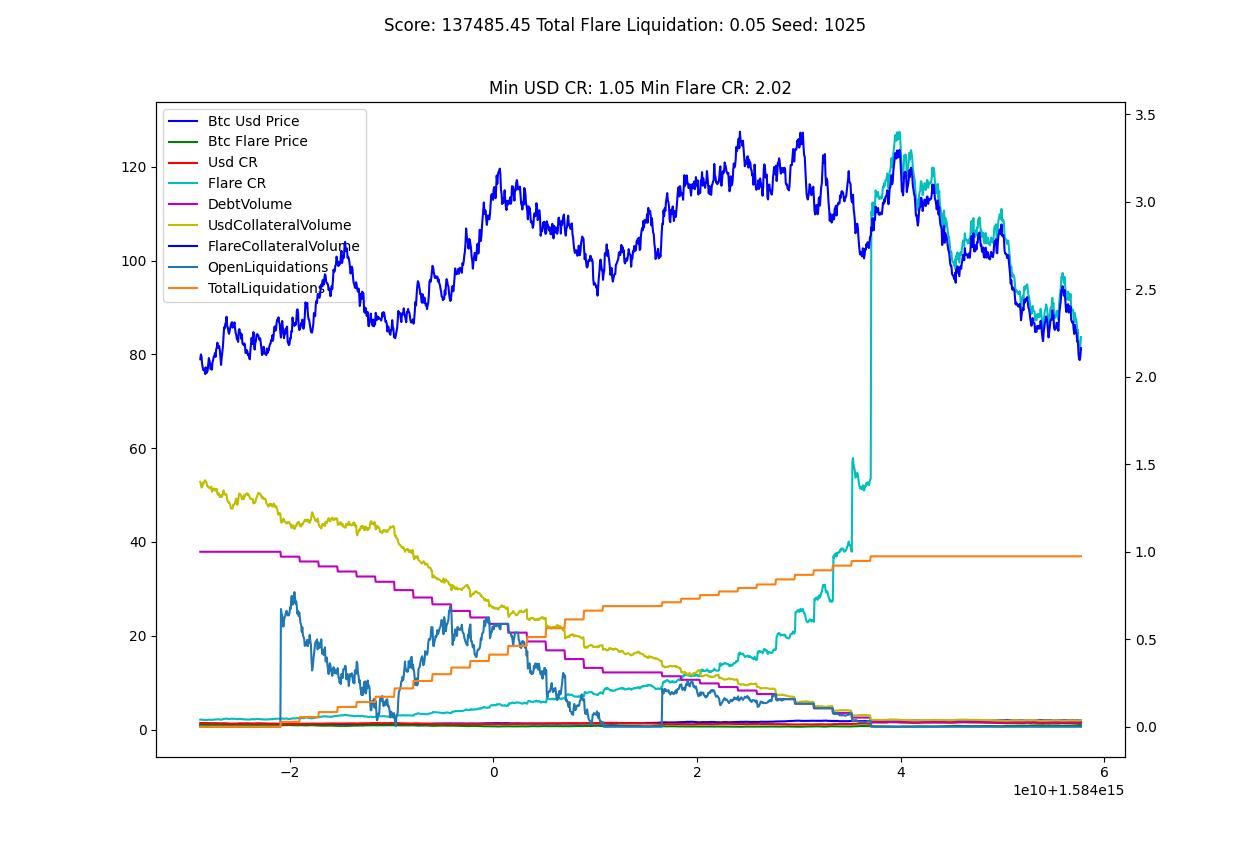 Score: 137485.45 Total Flare Liquidation: 0.05 Seed: 1025
Min USD CR: 1.05 Min Flare CR: 2.02
Btc Usd Price
Btc Flare Price
Usd CR
Flare CR
DebtVolume
UsdCollateralVolume
FlareCollateralVolume
OpenLiquidations
TotalLiquidations
120
100
80
60
40
20
0
3.5
3.0
2.5
2.0
1.5
1.0
0.5
0.0
−2
0
2
4
6
1e10+1.584e15